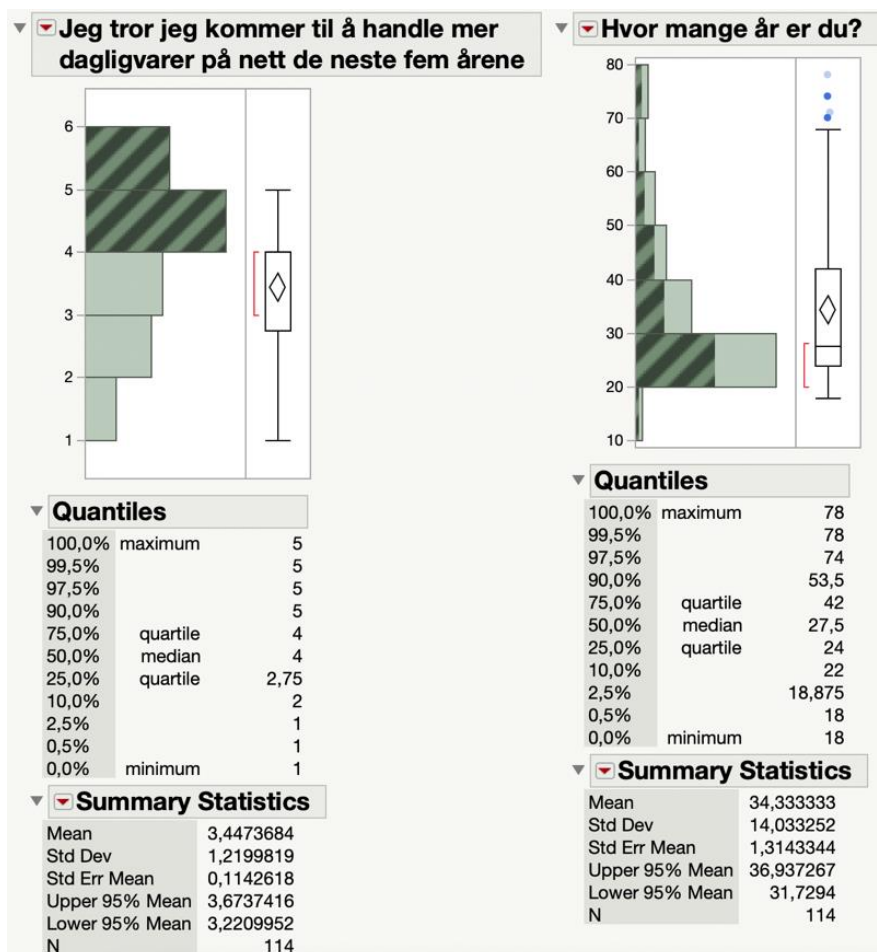 Jeg tror jeg kommer til å handle mer
dagligvarer på nett de neste fem årene
6
5
4
3
2
1
Quantiles
100,0% maximum 5
99,5% 5
97,5% 5
90,0% 5
75,0% quartile 4
50,0% median 4
25,0% quartile 2,75
10,0% 2
2,5% 1
0,5% 1
0,0% minimum 1
Summary Statistics
Mean 3,4473684
Std Dev 1,2199819
Std Err Mean 0,1142618
Upper 95% Mean 3,6737416
Lower 95% Mean 3,2209952
N 114
Hvor mange år er du?
80
70
60
50
40
30
20
10
Quantiles
100,0% maximum 78
99,5% 78
97,5% 74
90,0% 53,5
75,0% quartile 42
50,0% median 27,5
25,0% quartile 24
10,0% 22
2,5% 18,875
0,5% 18
0,0% minimum 18
Summary Statistics
Mean 34,333333
Std Dev 14,033252
Std Err Mean 1,3143344
Upper 95% Mean 36,937267
Lower 95% Mean 31,7294
N 114